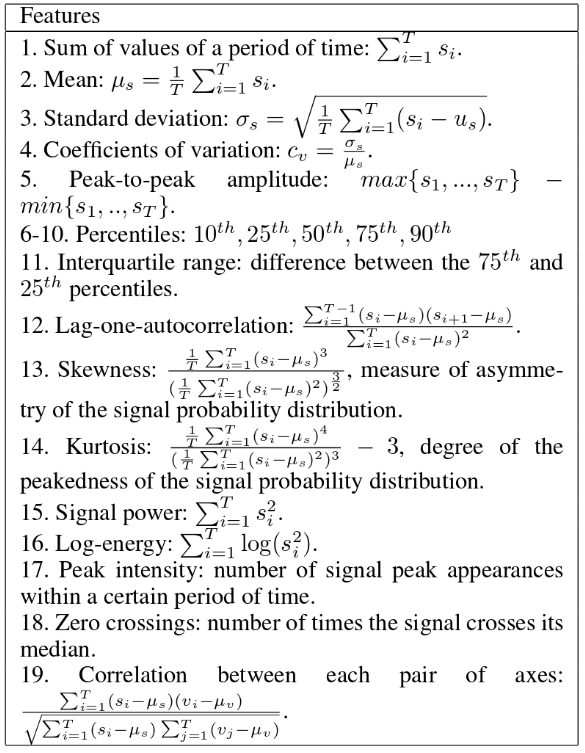 Features
1. Sum of values of a period of time: $\sum_{i=1}^{T} s_i$.
2. Mean: $\mu_s = \frac{1}{T} \sum_{i=1}^{T} s_i$.
3. Standard deviation: $\sigma_s = \sqrt{\frac{1}{T} \sum_{i=1}^{T} (s_i - u_s)}$.
4. Coefficients of variation: $c_v = \frac{\sigma_s}{\mu_s}$.
5. Peak-to-peak amplitude: $max\{s_1, ..., s_T\} -$
$min\{s_1, .., s_T\}$.
6-10. Percentiles: $10^{th}, 25^{th}, 50^{th}, 75^{th}, 90^{th}$
11. Interquartile range: difference between the $75^{th}$ and
$25^{th}$ percentiles.
12. Lag-one-autocorrelation: $\frac{\sum_{i=1}^{T-1} (s_i - \mu_s)(s_{i+1} - \mu_s)}{\sum_{i=1}^{T} (s_i - \mu_s)^2}$.
13. Skewness: $\frac{\frac{1}{T} \sum_{i=1}^{T} (s_i - \mu_s)^3}{(\frac{1}{T} \sum_{i=1}^{T} (s_i - \mu_s)^2)^{\frac{3}{2}}}$, measure of asymme-
try of the signal probability distribution.
14. Kurtosis: $\frac{\frac{1}{T} \sum_{i=1}^{T} (s_i - \mu_s)^4}{(\frac{1}{T} \sum_{i=1}^{T} (s_i - \mu_s)^2)^3} - 3$, degree of the
peakedness of the signal probability distribution.
15. Signal power: $\sum_{i=1}^{T} s_i^2$.
16. Log-energy: $\sum_{i=1}^{T} \log(s_i^2)$.
17. Peak intensity: number of signal peak appearances
within a certain period of time.
18. Zero crossings: number of times the signal crosses its
median.
19. Correlation between each pair of axes:
$\frac{\sum_{i=1}^{T} (s_i - \mu_s)(v_i - \mu_v)}{\sqrt{\sum_{i=1}^{T} (s_i - \mu_s) \sum_{j=1}^{T} (v_j - \mu_v)}}$.